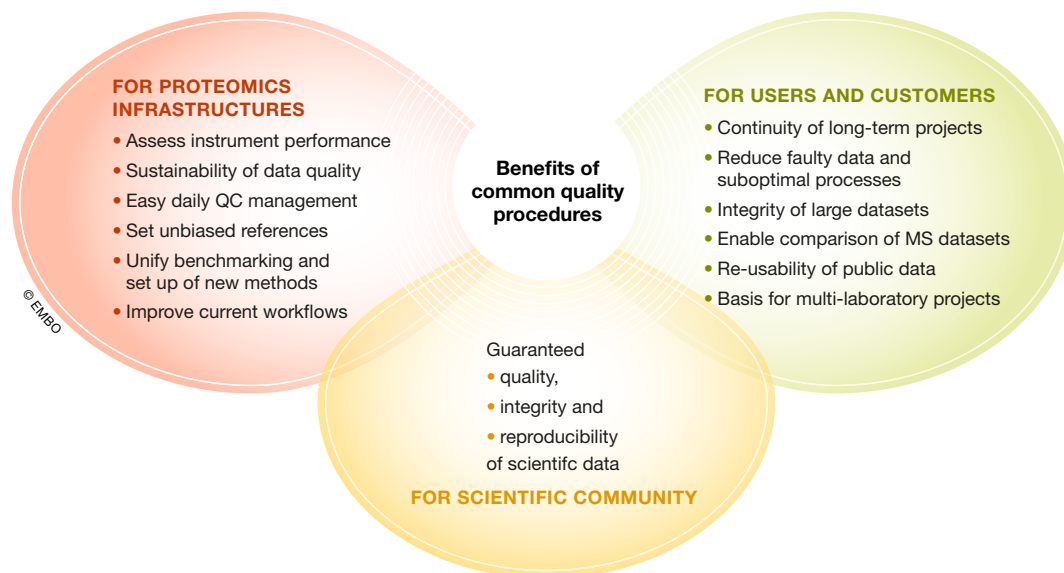 FOR PROTEOMICS
INFRASTRUCTURES
• Assess instrument performance
• Sustainability of data quality
• Easy daily QC management
• Set unbiased references
• Unify benchmarking and
set up of new methods
• Improve current workflows
© EMBO
Benefits of
common quality
procedures
FOR USERS AND CUSTOMERS
• Continuity of long-term projects
• Reduce faulty data and
suboptimal processes
• Integrity of large datasets
• Enable comparison of MS datasets
• Re-usability of public data
• Basis for multi-laboratory projects
Guaranteed
• quality,
• integrity and
• reproducibility
of scientifc data
FOR SCIENTIFIC COMMUNITY